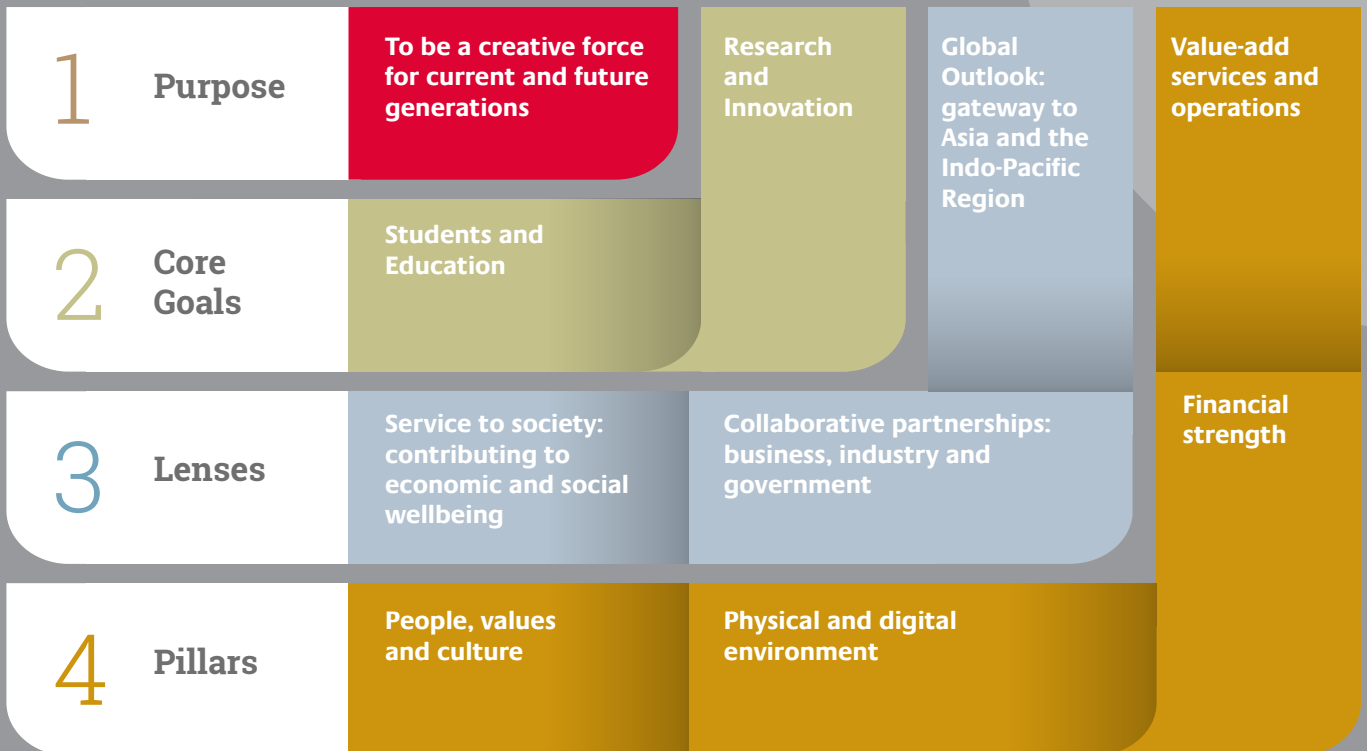 1
Purpose
To be a creative force
for current and future
generations
Research
and
Innovation
Global
Outlook:
gateway to
Asia and the
Indo-Pacific
Region
Value-add
services and
operations
2
Core
Goals
Students and
Education
3
Lenses
Service to society:
contributing to
economic and social
wellbeing
Collaborative partnerships:
business, industry and
government
Financial
strength
4
Pillars
People, values
and culture
Physical and digital
environment